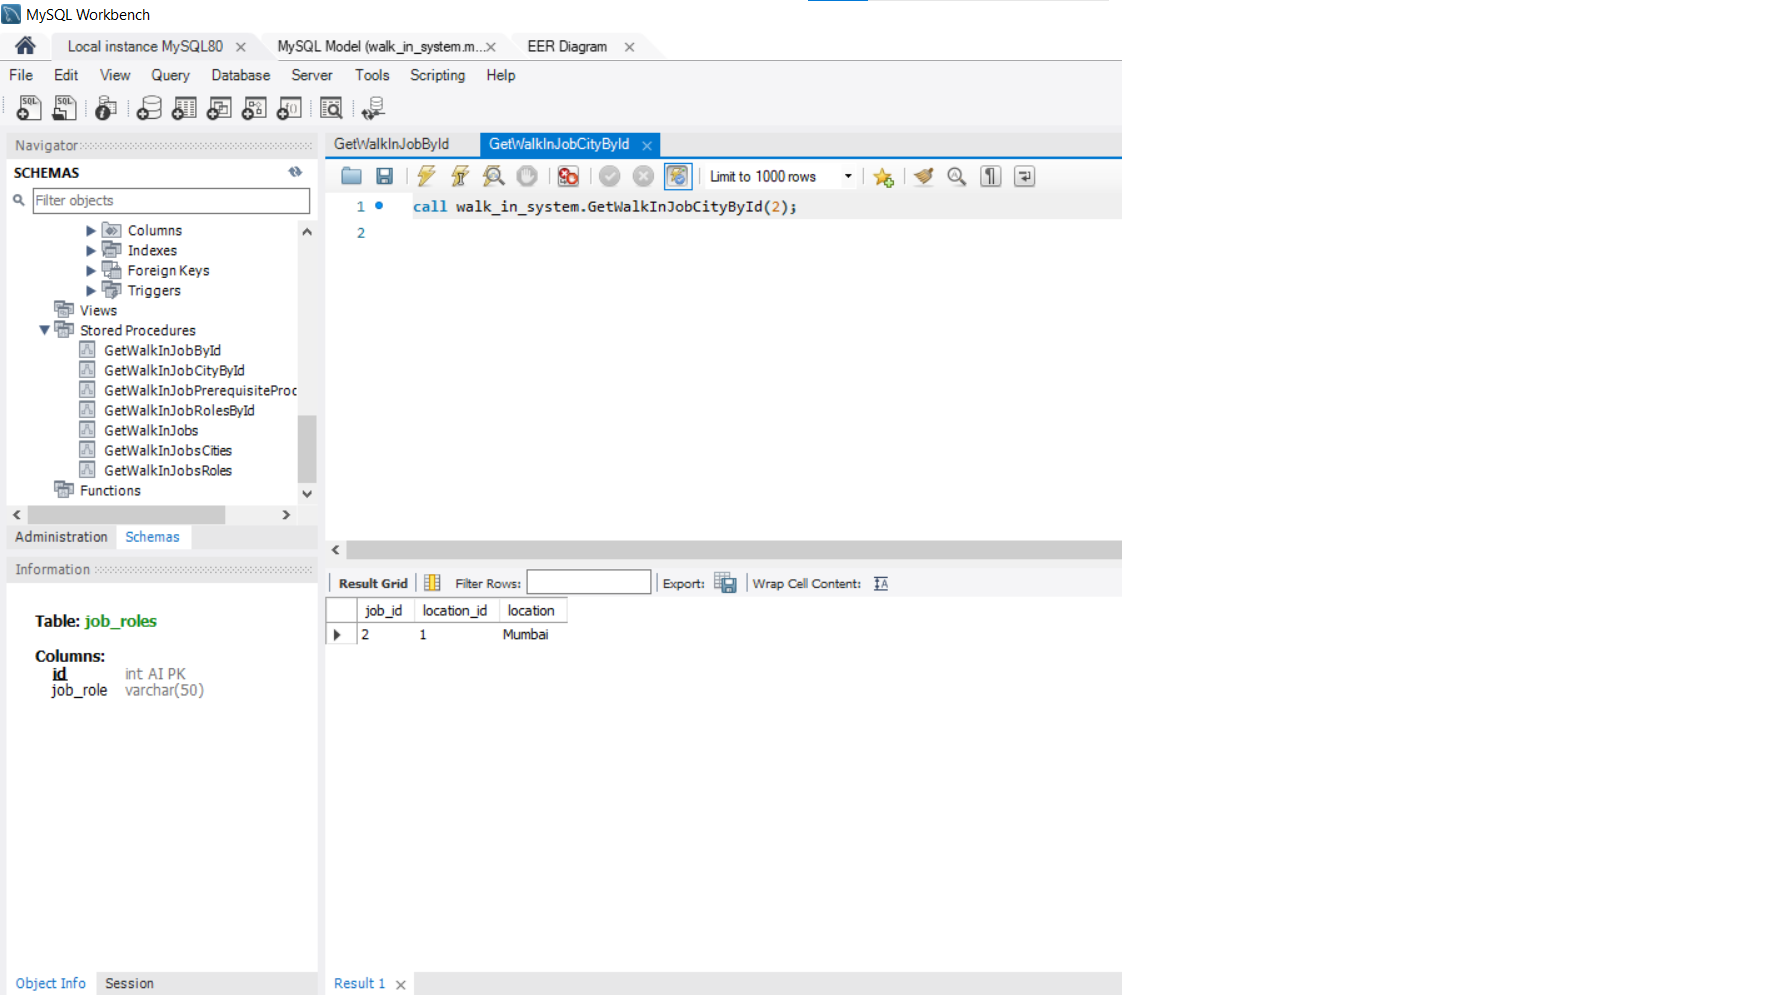 MySQL Workbench
Local instance MySQL80
MySQL Model (walk_in_system.m...
EER Diagram
File Edit View Query Database Server Tools Scripting Help
Navigator
SCHEMAS
Filter objects
Columns
Indexes
Foreign Keys
Triggers
Views
Stored Procedures
GetWalkInJobById
GetWalkInJobCityById
GetWalkInJobPrerequisiteProc
GetWalkInJobRolesById
GetWalkInJobs
GetWalkInJobsCities
GetWalkInJobsRoles
Functions
Administration Schemas
Information
Table: job_roles
Columns:
id int AI PK
job_role varchar(50)
Object Info Session
GetWalkInJobById GetWalkInJobCityById
Limit to 1000 rows
1 call walk_in_system.GetWalkInJobCityById(2);
2
Result Grid Filter Rows: Export: Wrap Cell Content:
job_id location_id location
2 1 Mumbai
Result 1